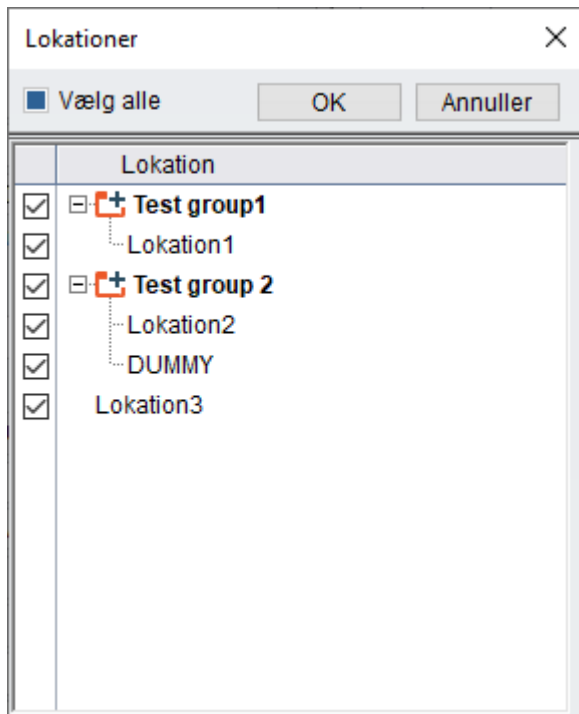 Lokationer
Vælg alle OK Annuller
Lokation
Test group1
Lokation1
Test group 2
Lokation2
DUMMY
Lokation3